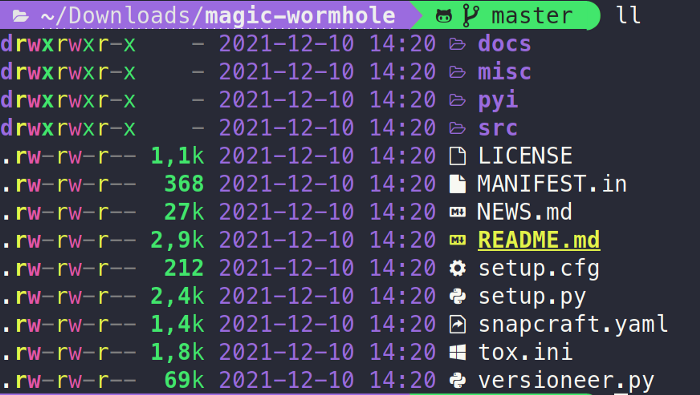 ~/Downloads/magic-wormhole master ll
drwxrwxr-x - 2021-12-10 14:20 docs
drwxrwxr-x - 2021-12-10 14:20 misc
drwxrwxr-x - 2021-12-10 14:20 pyi
drwxrwxr-x - 2021-12-10 14:20 src
.rw-rw-r-- 1,1k 2021-12-10 14:20 LICENSE
.rw-rw-r-- 368 2021-12-10 14:20 MANIFEST.in
.rw-rw-r-- 27k 2021-12-10 14:20 NEWS.md
.rw-rw-r-- 2,9k 2021-12-10 14:20 README.md
.rw-rw-r-- 212 2021-12-10 14:20 setup.cfg
.rw-rw-r-- 2,4k 2021-12-10 14:20 setup.py
.rw-rw-r-- 1,4k 2021-12-10 14:20 snapcraft.yaml
.rw-rw-r-- 1,8k 2021-12-10 14:20 tox.ini
.rw-rw-r-- 69k 2021-12-10 14:20 versioneer.py